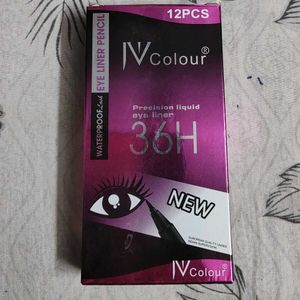 12PCS
IV Colour®
WATERPROOF
EYE LINER PENCIL
Precision liquid
eye liner
36H
NEW
IV Colour®